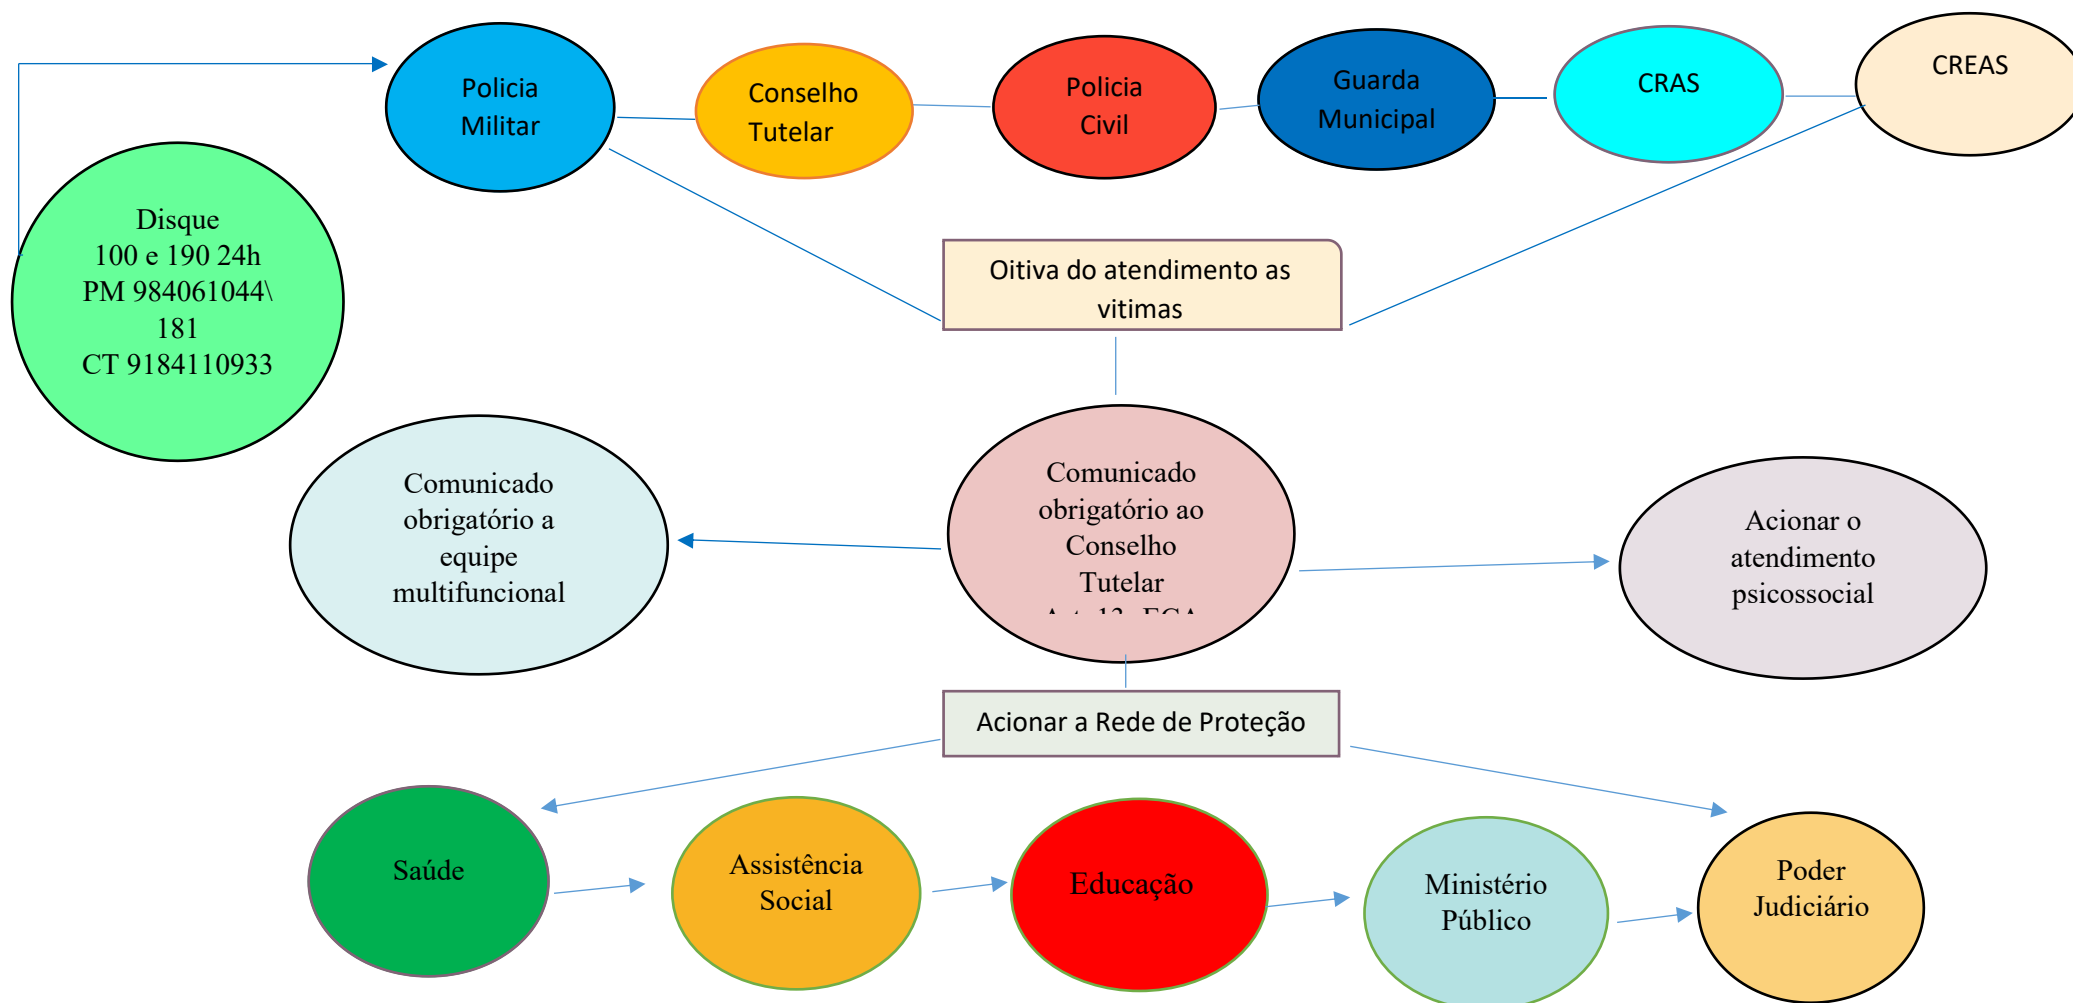 Policia
Militar
Conselho
Tutelar
Policia
Civil
Guarda
Municipal
CRAS
CREAS
Disque
100 e 190 24h
PM 984061044\
181
CT 9184110933
Oitiva do atendimento as
vitimas
Comunicado
obrigatório a
equipe
multifuncional
Comunicado
obrigatório ao
Conselho
Tutelar
Acionar o
atendimento
psicossocial
Acionar a Rede de Proteção
Saúde
Assistência
Social
Educação
Ministério
Público
Poder
Judiciário